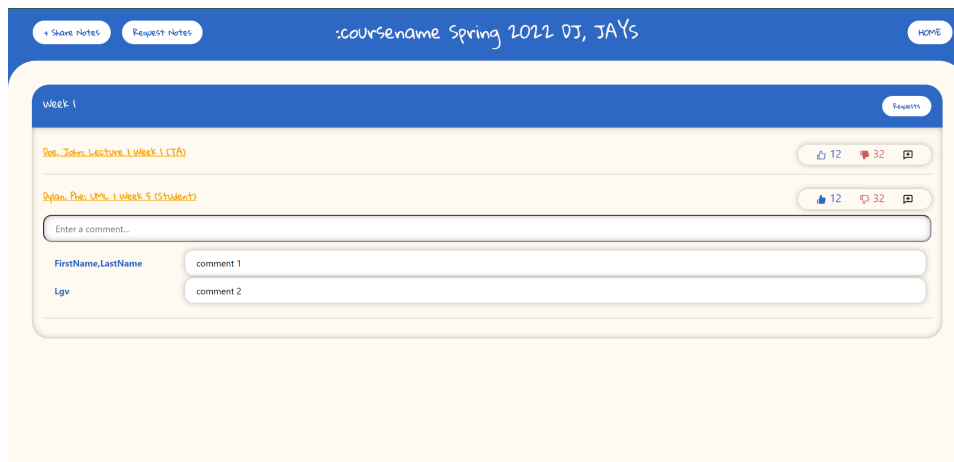 + Share Notes Request Notes :coursename Spring 2022 DJ, JAYS HOME
Week 1 Requests
Doe, John: Lecture 1 Week 1 (TA) 12 32
Dylan, Phe: UML 1 Week 5 (Student) 12 32
Enter a comment...
FirstName,LastName comment 1
Lgv comment 2